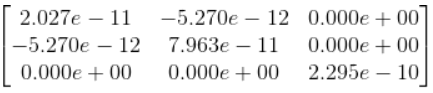 2.027e − 11 −5.270e − 12 0.000e + 00
−5.270e − 12 7.963e − 11 0.000e + 00
0.000e + 00 0.000e + 00 2.295e − 10